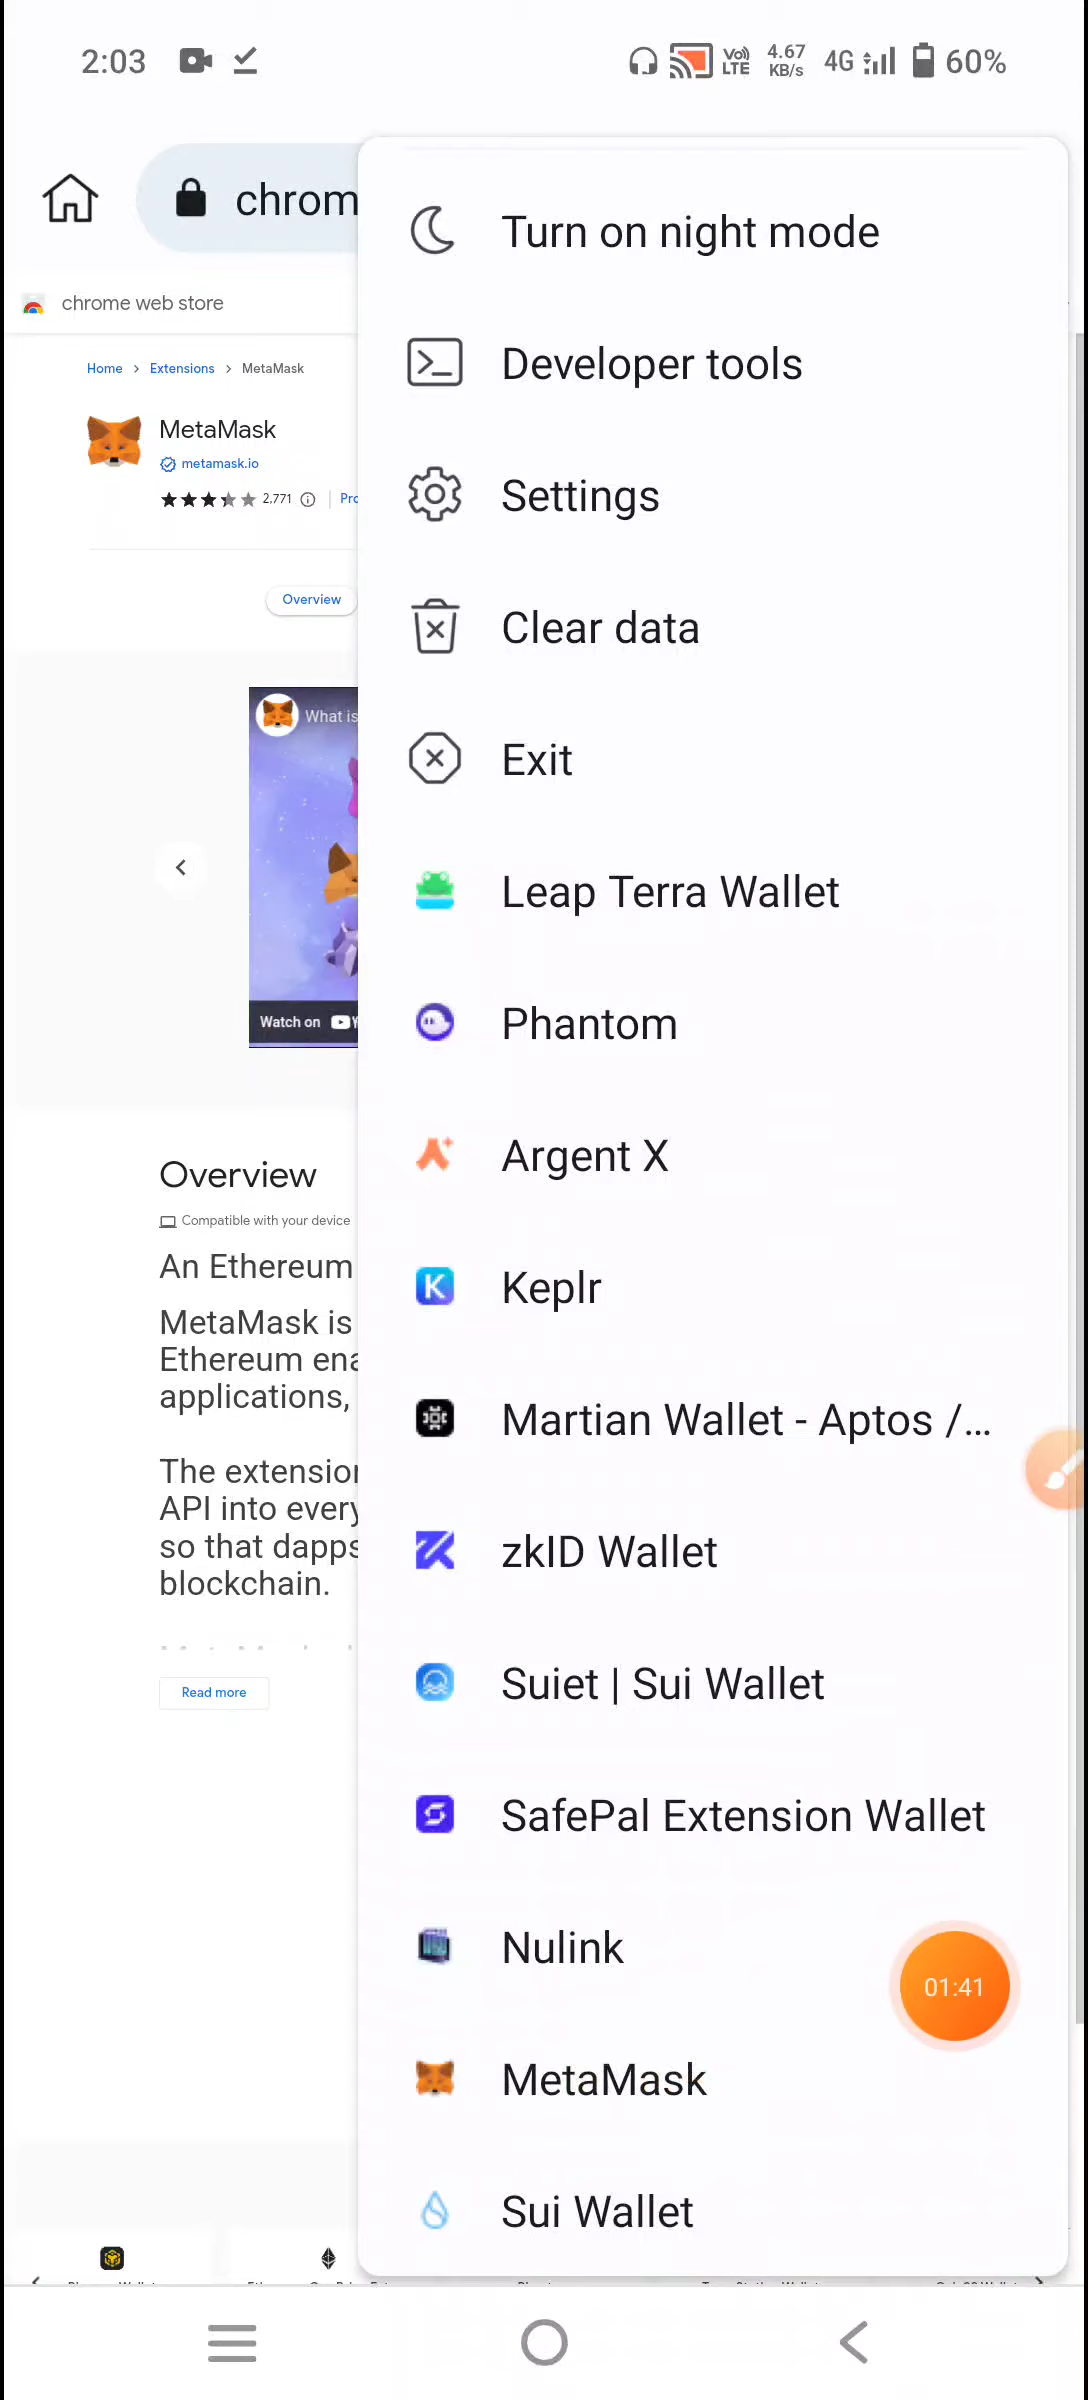 2:03
Vo)) LTE
4.67 KB/s
4G
60%
chrom
chrome web store
Home > Extensions > MetaMask
MetaMask
metamask.io
2,771
Overview
What is
Watch on
Overview
Compatible with your device
An Ethereum
MetaMask is
Ethereum ena
applications,
The extension
API into every
so that dapps
blockchain.
Read more
Turn on night mode
Developer tools
Settings
Clear data
Exit
Leap Terra Wallet
Phantom
Argent X
Keplr
Martian Wallet - Aptos /...
zkID Wallet
Suiet | Sui Wallet
SafePal Extension Wallet
Nulink
01:41
MetaMask
Sui Wallet